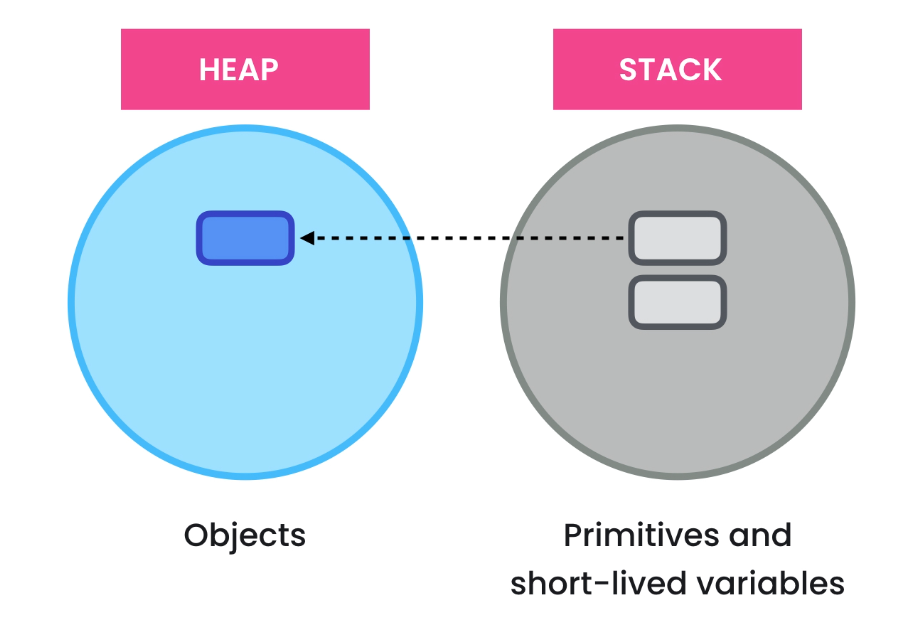 HEAP
STACK
Objects
Primitives and
short-lived variables